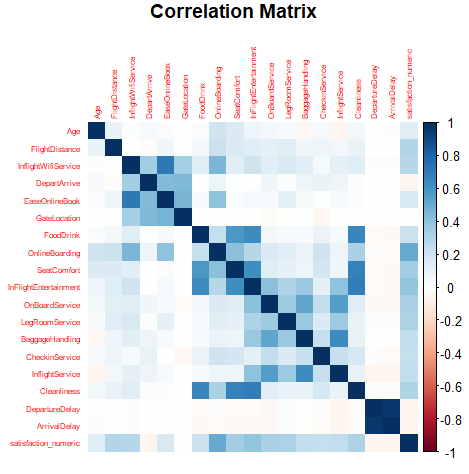 Correlation Matrix
Age
FlightDistance
InflightWifiService
DepartArrive
EaseOnlineBook
GateLocation
FoodDrink
OnlineBoarding
SeatComfort
InFlightEntertainment
OnBoardService
LegRoomService
BaggageHandling
CheckinService
InflightService
Cleanliness
DepartureDelay
ArrivalDelay
satisfaction_numeric
Age
FlightDistance
InflightWifiService
DepartArrive
EaseOnlineBook
GateLocation
FoodDrink
OnlineBoarding
SeatComfort
InFlightEntertainment
OnBoardService
LegRoomService
BaggageHandling
CheckinService
InflightService
Cleanliness
DepartureDelay
ArrivalDelay
satisfaction_numeric
1
0.8
0.6
0.4
0.2
0
-0.2
-0.4
-0.6
-0.8
-1